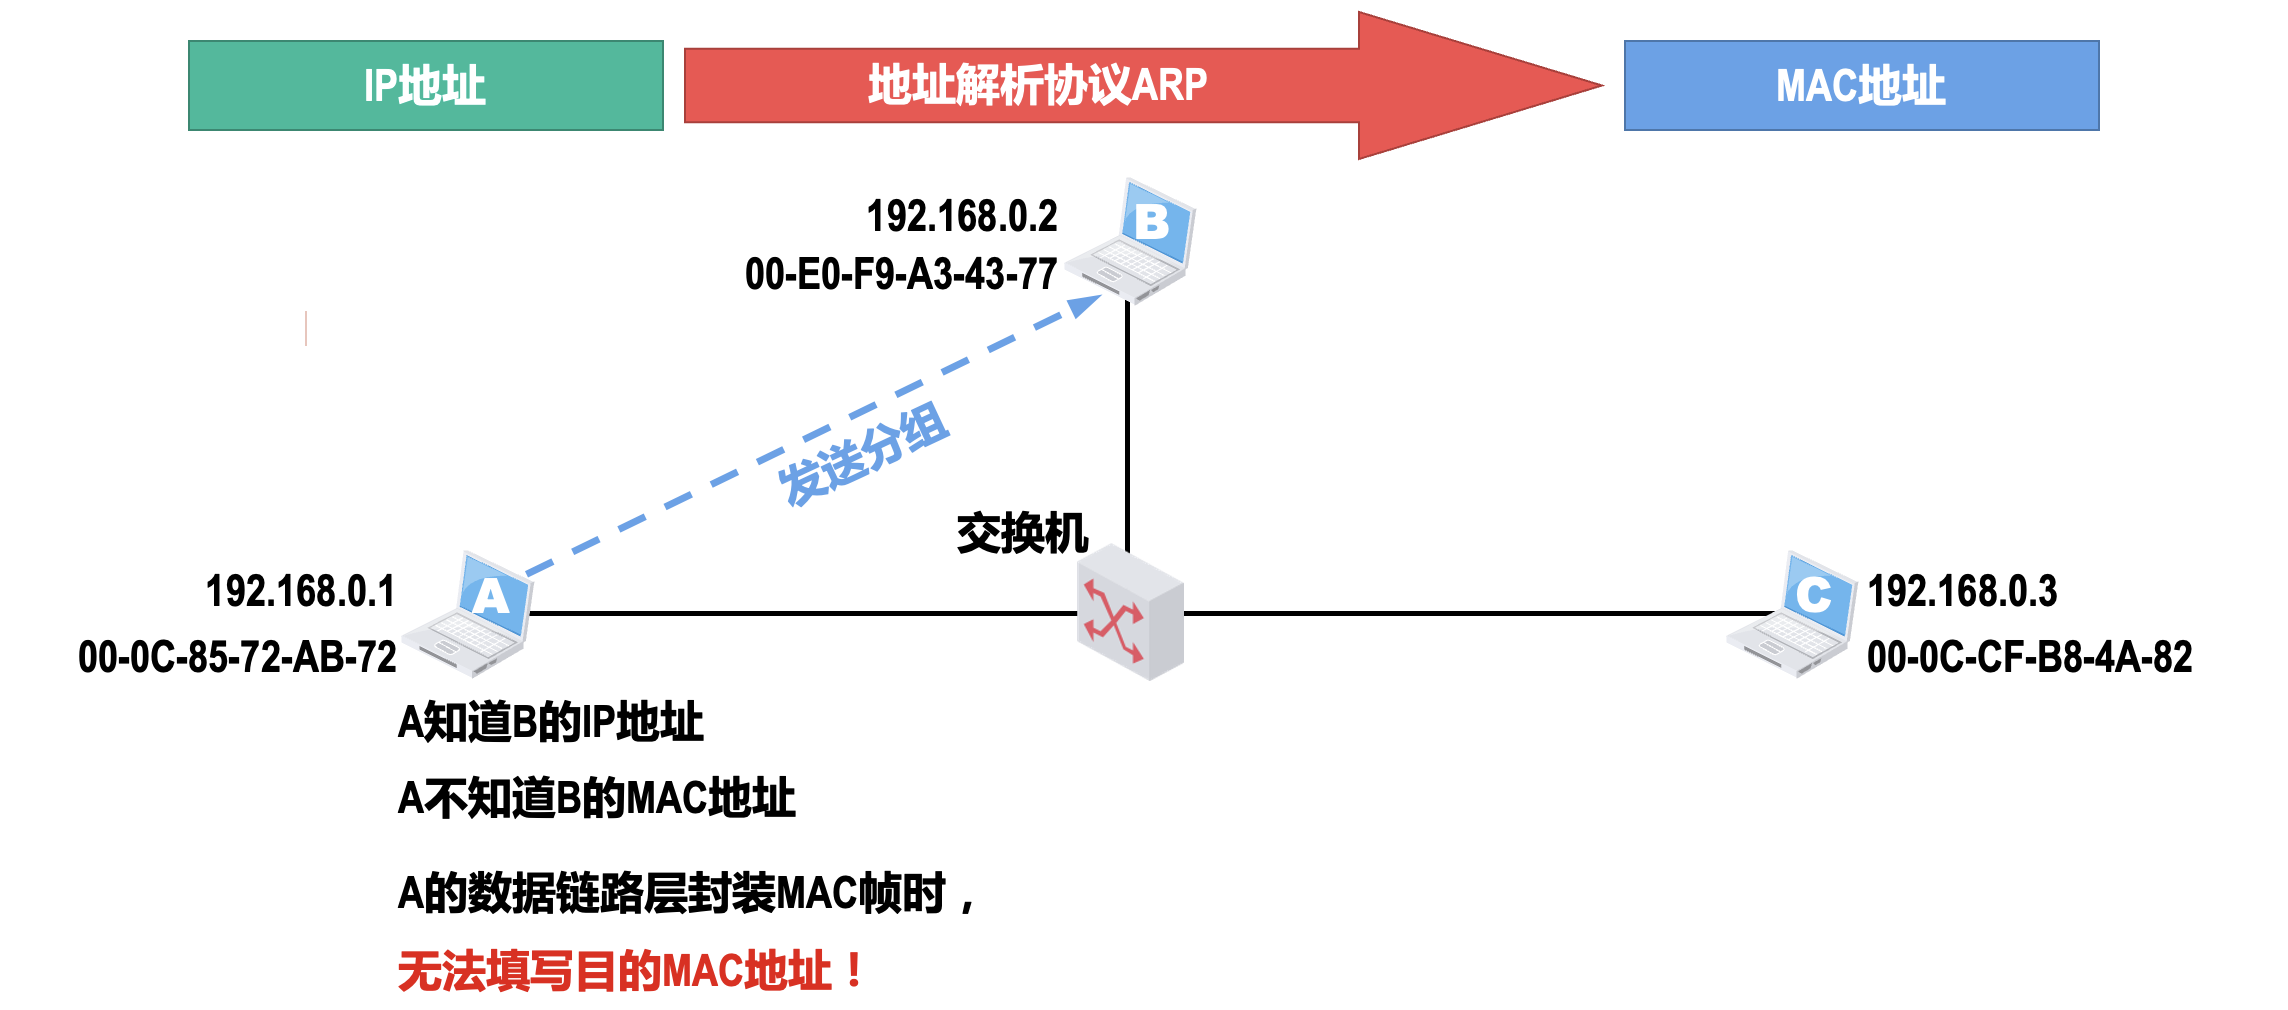 IP地址
地址解析协议ARP
MAC地址
192.168.0.2
00-E0-F9-A3-43-77
B
发送分组
交换机
192.168.0.1
00-0C-85-72-AB-72
A
C
192.168.0.3
00-0C-CF-B8-4A-82
A知道B的IP地址
A不知道B的MAC地址
A的数据链路层封装MAC帧时，
无法填写目的MAC地址！